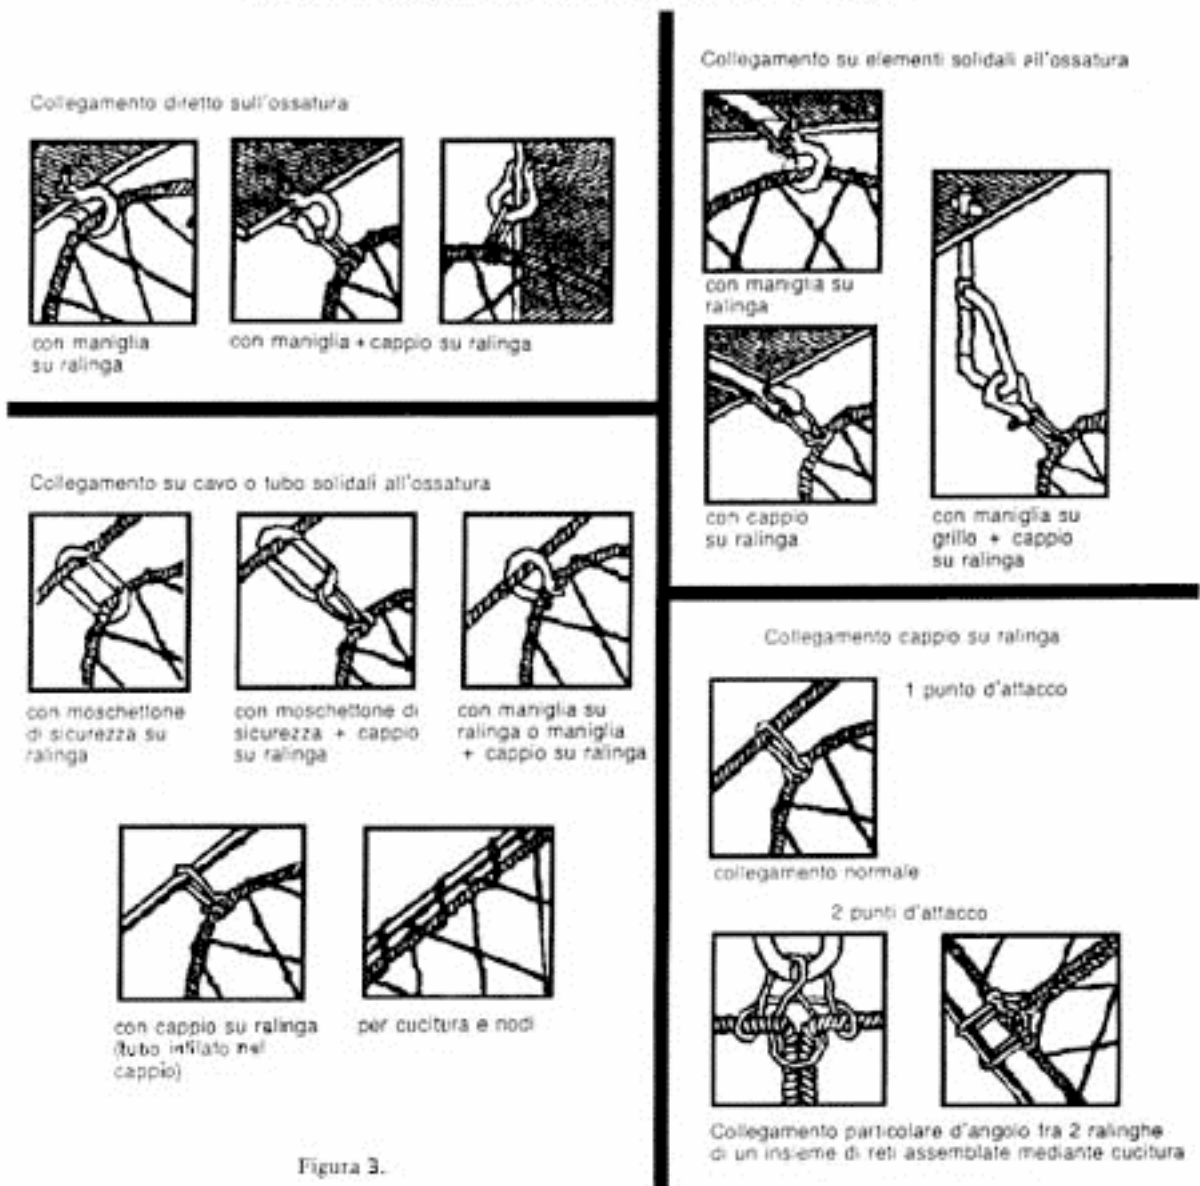 Collegamento diretto sull'ossatura
con maniglia
su ralinga
con maniglia + cappio su ralinga
Collegamento su elementi solidali all'ossatura
con maniglia su
ralinga
con cappio
su ralinga
con maniglia su
grillo + cappio
su ralinga
Collegamento su cavo o tubo solidali all'ossatura
con moschettone
di sicurezza su
ralinga
con moschettone di
sicurezza + cappio
su ralinga
con maniglia su
ralinga o maniglia
+ cappio su ralinga
con cappio su ralinga
(tubo infilato nel
cappio)
per cucitura e nodi
Figura 3.
Collegamento cappio su ralinga
1 punto d'attacco
collegamento normale
2 punti d'attacco
Collegamento particolare d'angolo tra 2 ralinghe
di un insieme di reti assemblate mediante cucitura